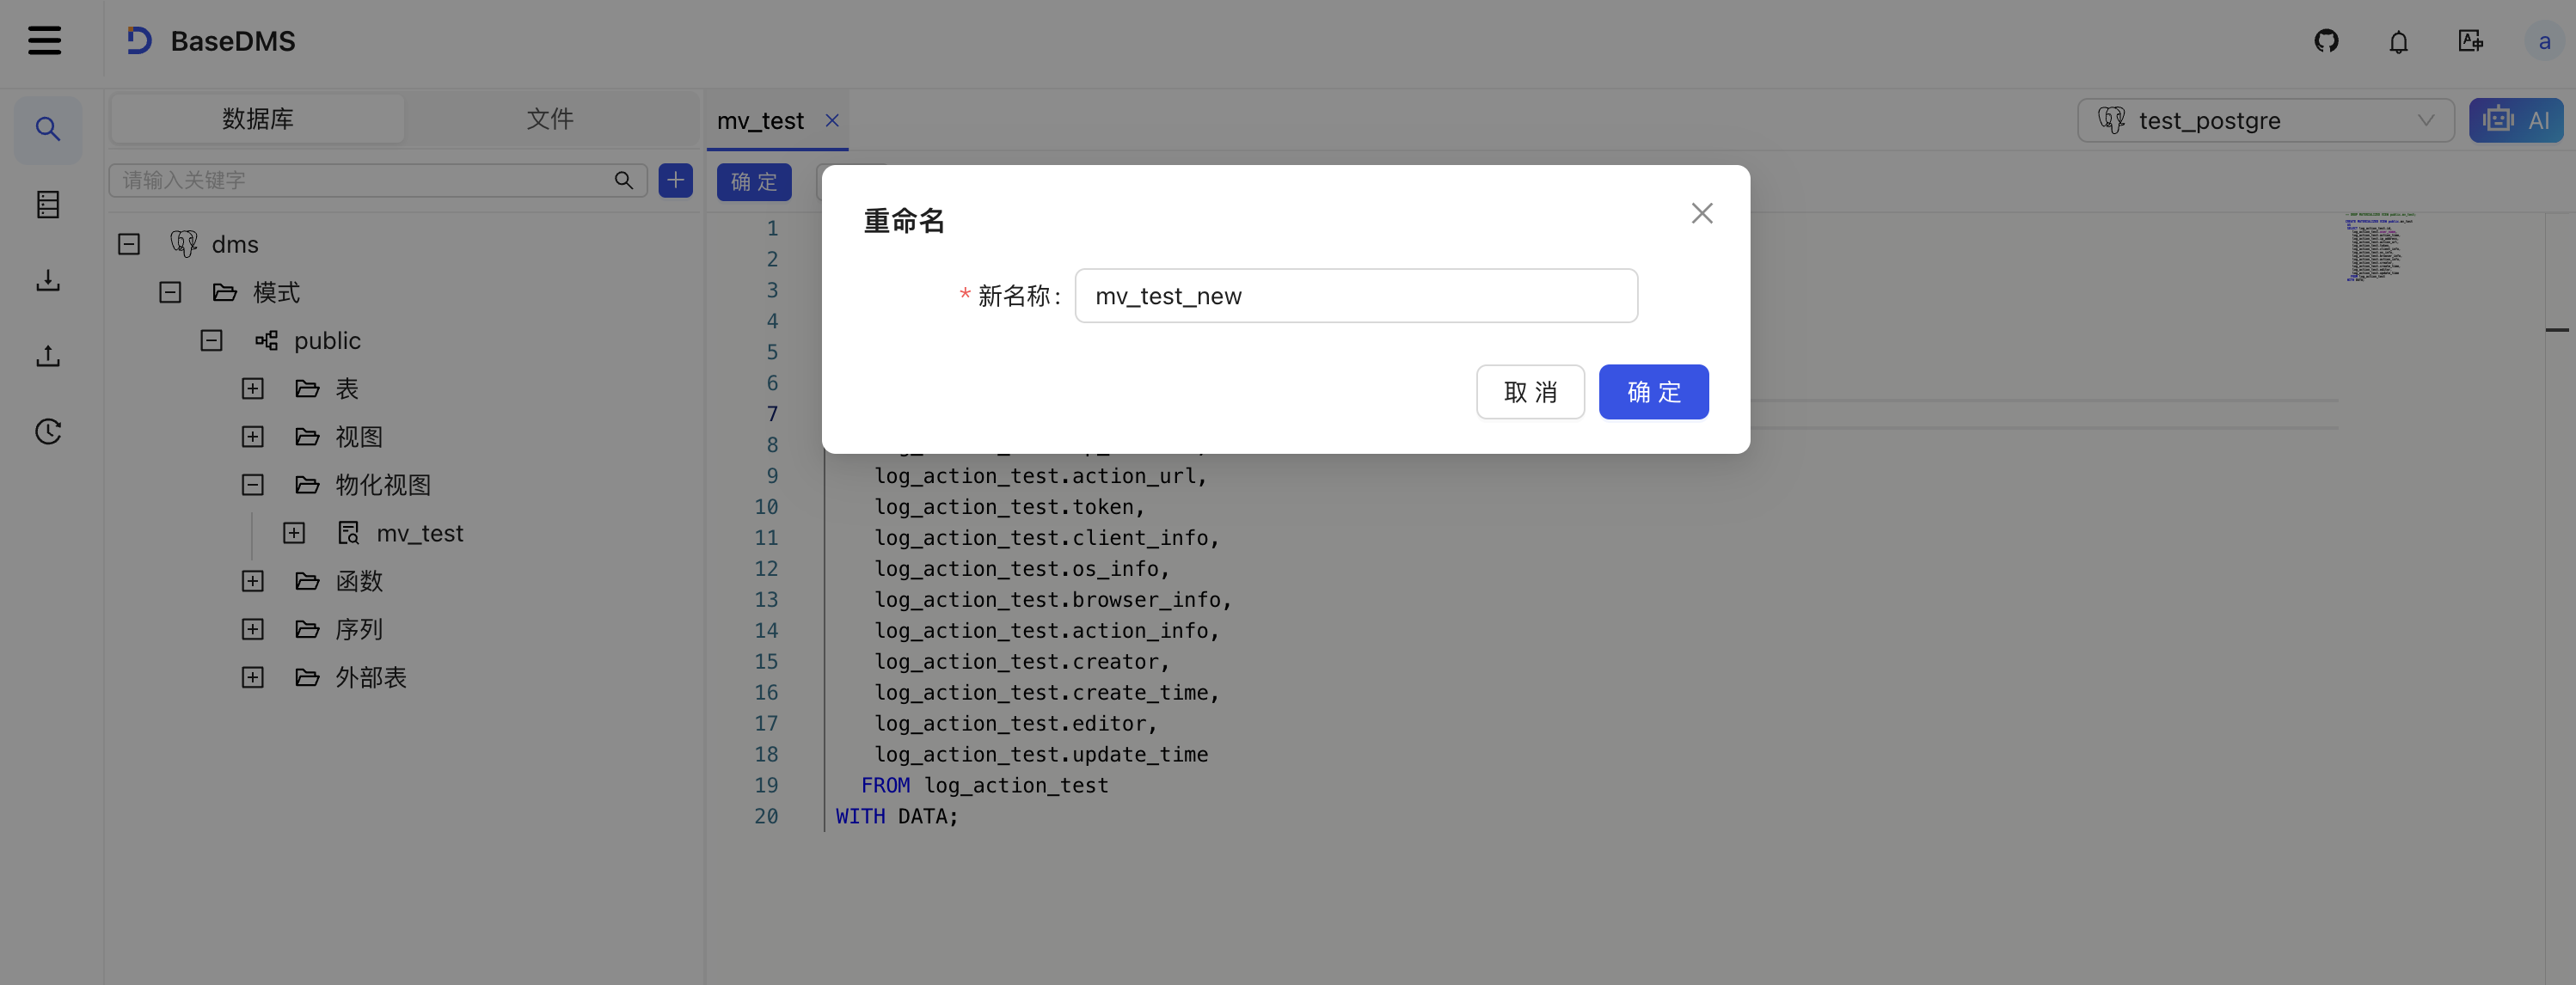 BaseDMS
a
数据库
文件
mv_test
test_postgre
AI
请输入关键字
确 定
dms
模式
public
表
视图
物化视图
mv_test
函数
序列
外部表
重命名
* 新名称 :
mv_test_new
取 消
确 定
1
2
3
4
5
6
7
8
9 log_action_test.action_url,
10 log_action_test.token,
11 log_action_test.client_info,
12 log_action_test.os_info,
13 log_action_test.browser_info,
14 log_action_test.action_info,
15 log_action_test.creator,
16 log_action_test.create_time,
17 log_action_test.editor,
18 log_action_test.update_time
19 FROM log_action_test
20 WITH DATA;